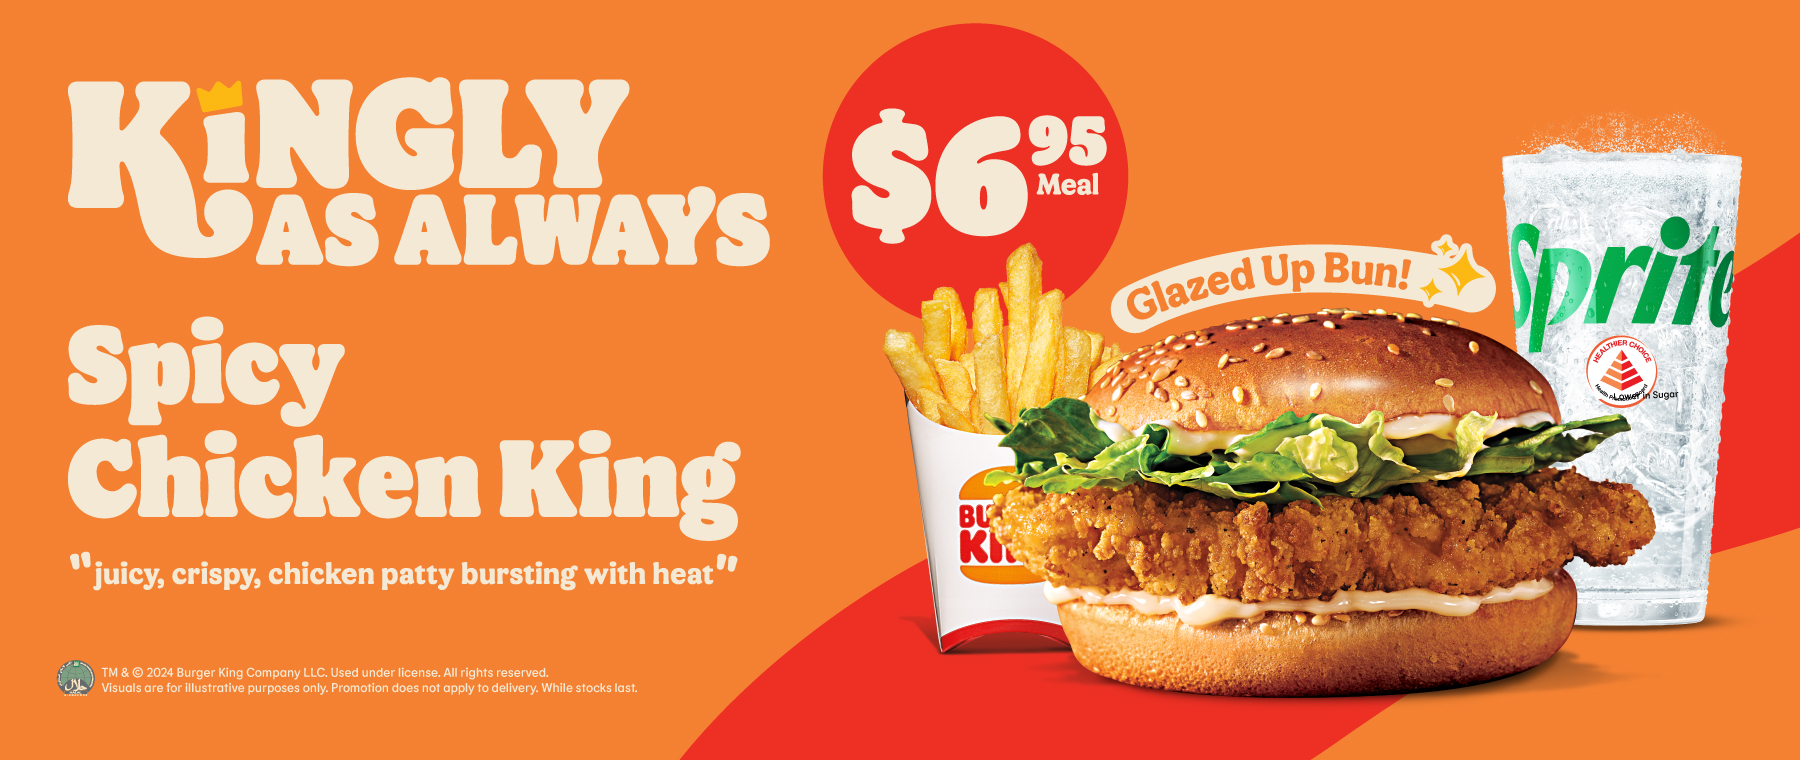 KiNGLY
AS ALWAYS
$6 95
Meal
Glazed Up Bun!
Sprite
HEALTHIER CHOICE
Lower in Sugar
Spicy
Chicken King
"juicy, crispy, chicken patty bursting with heat"
BU
KI
TM & © 2024 Burger King Company LLC. Used under license. All rights reserved.
Visuals are for illustrative purposes only. Promotion does not apply to delivery. While stocks last.